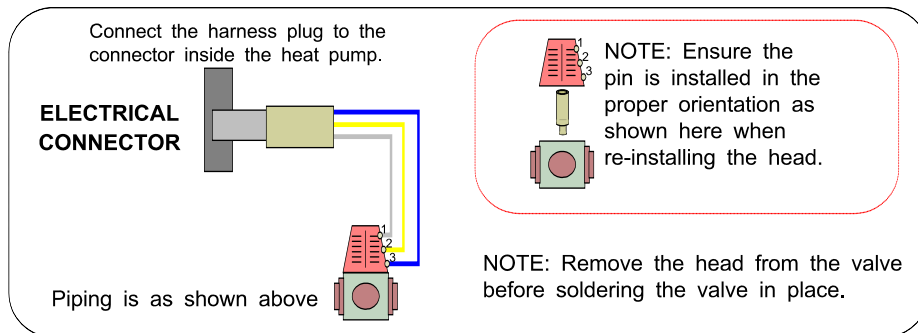 Connect the harness plug to the
connector inside the heat pump.
ELECTRICAL
CONNECTOR
1
2
3
Piping is as shown above
1
2
3
NOTE: Ensure the
pin is installed in the
proper orientation as
shown here when
re-installing the head.
NOTE: Remove the head from the valve
before soldering the valve in place.